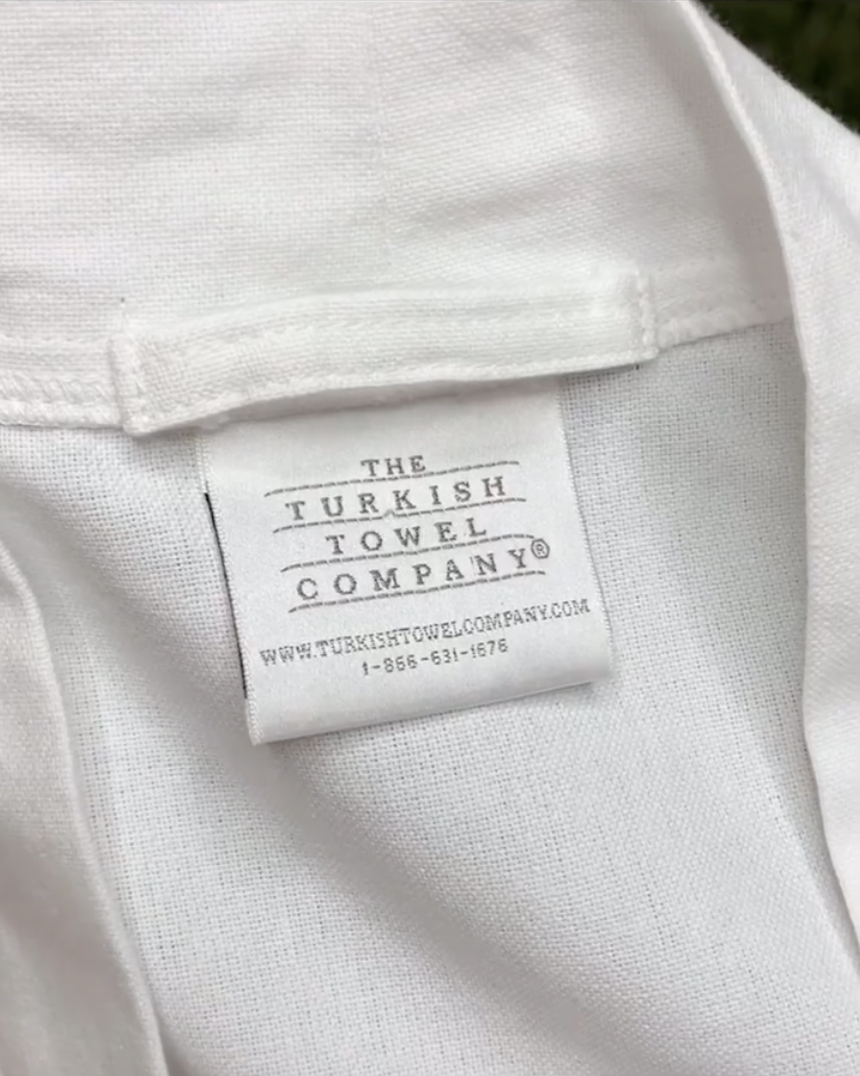 THE
TURKISH
TOWEL
COMPANY®
WWW.TURKISHTOWELCOMPANY.COM
1-866-631-1676